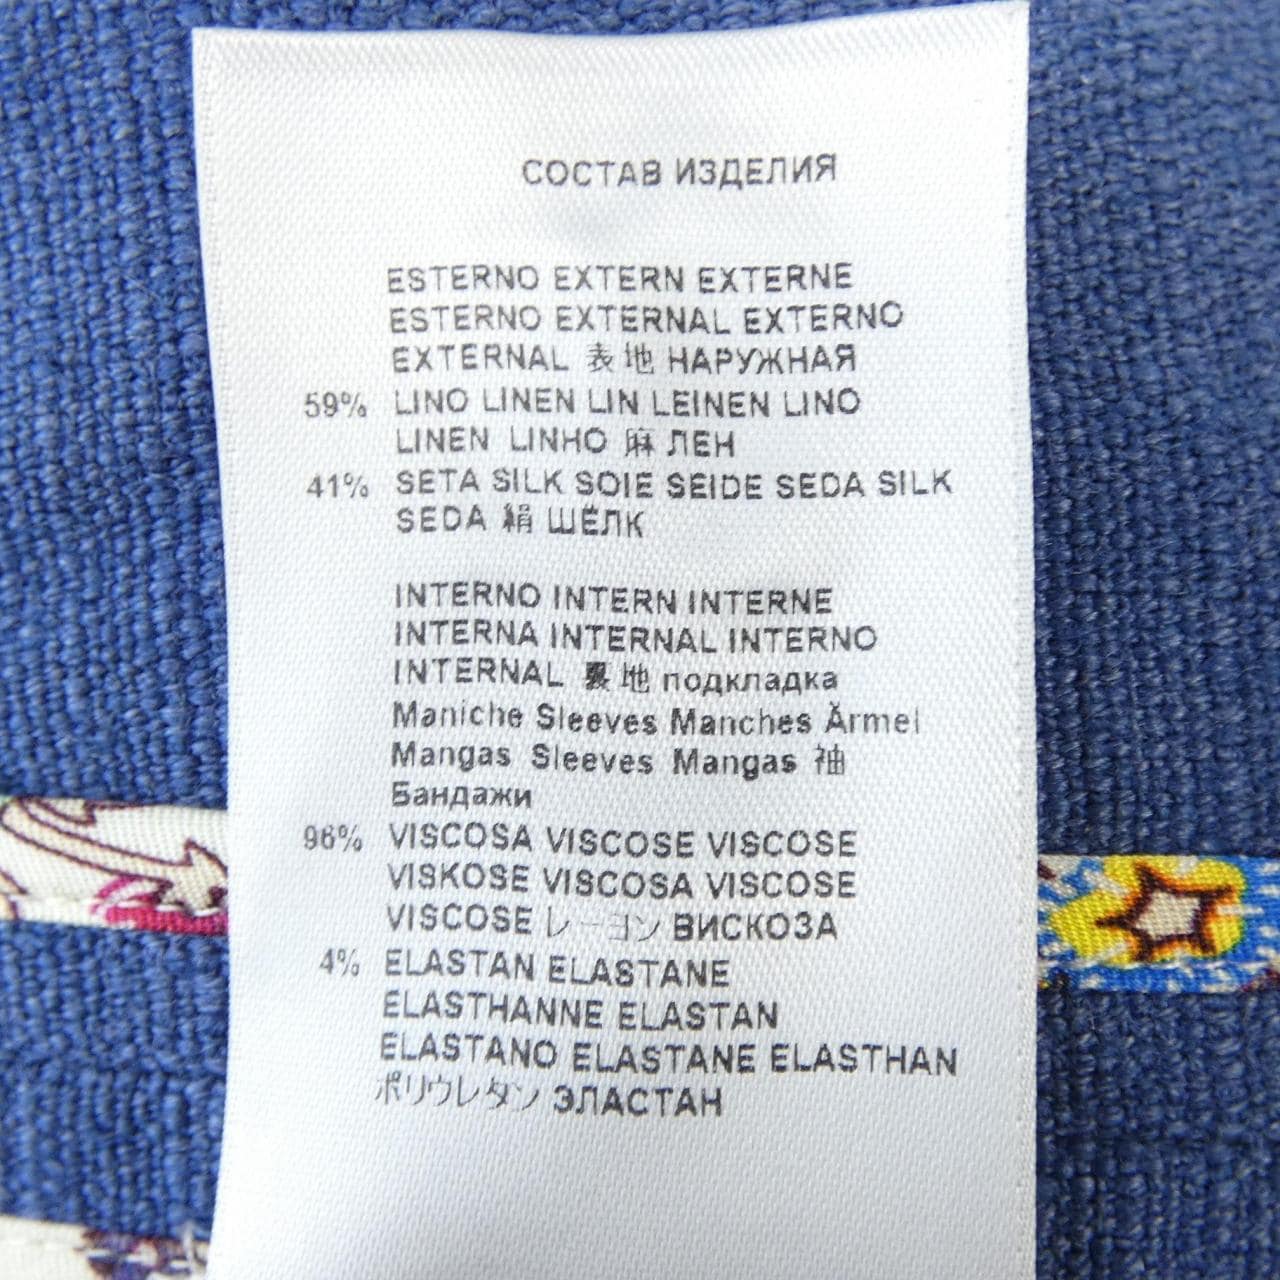 СОСТАВ ИЗДЕЛИЯ
ESTERNO EXTERN EXTERNE
ESTERNO EXTERNAL EXTERNO
EXTERNAL 表地 НАРУЖНАЯ
59% LINO LINEN LIN LEINEN LINO
LINEN LINHO 麻 ЛЕН
41% SETA SILK SOIE SEIDE SEDA SILK
SEDA 絹 ШЁЛК
INTERNO INTERN INTERNE
INTERNA INTERNAL INTERNO
INTERNAL 裏地 подкладка
Maniche Sleeves Manches Ärmel
Mangas Sleeves Mangas 袖
Бандажи
96% VISCOSA VISCOSE VISCOSE
VISKOSE VISCOSA VISCOSE
VISCOSE レーヨン ВИСКОЗА
4% ELASTAN ELASTANE
ELASTHANNE ELASTAN
ELASTANO ELASTANE ELASTHAN
ポリウレタン ЭЛАСТАН